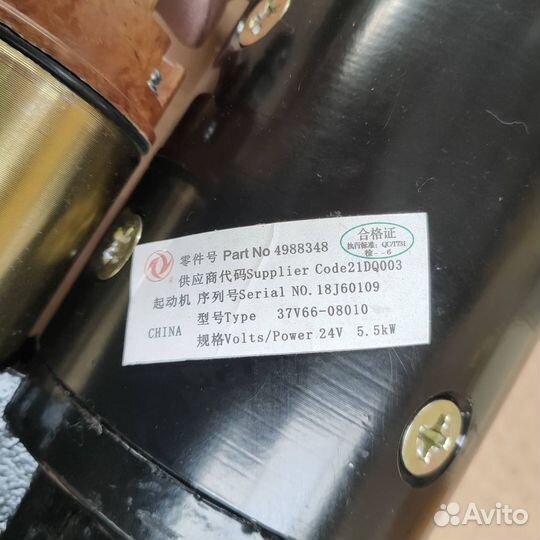 零件号 Part No 4988348
合格证
执行标准: QC/T731
检--6
供应商代码Supplier Code21DQ003
起动机 序列号Serial NO. 18J60109
型号Type 37V66-08010
CHINA 规格Volts/Power 24V 5.5kW
Avito